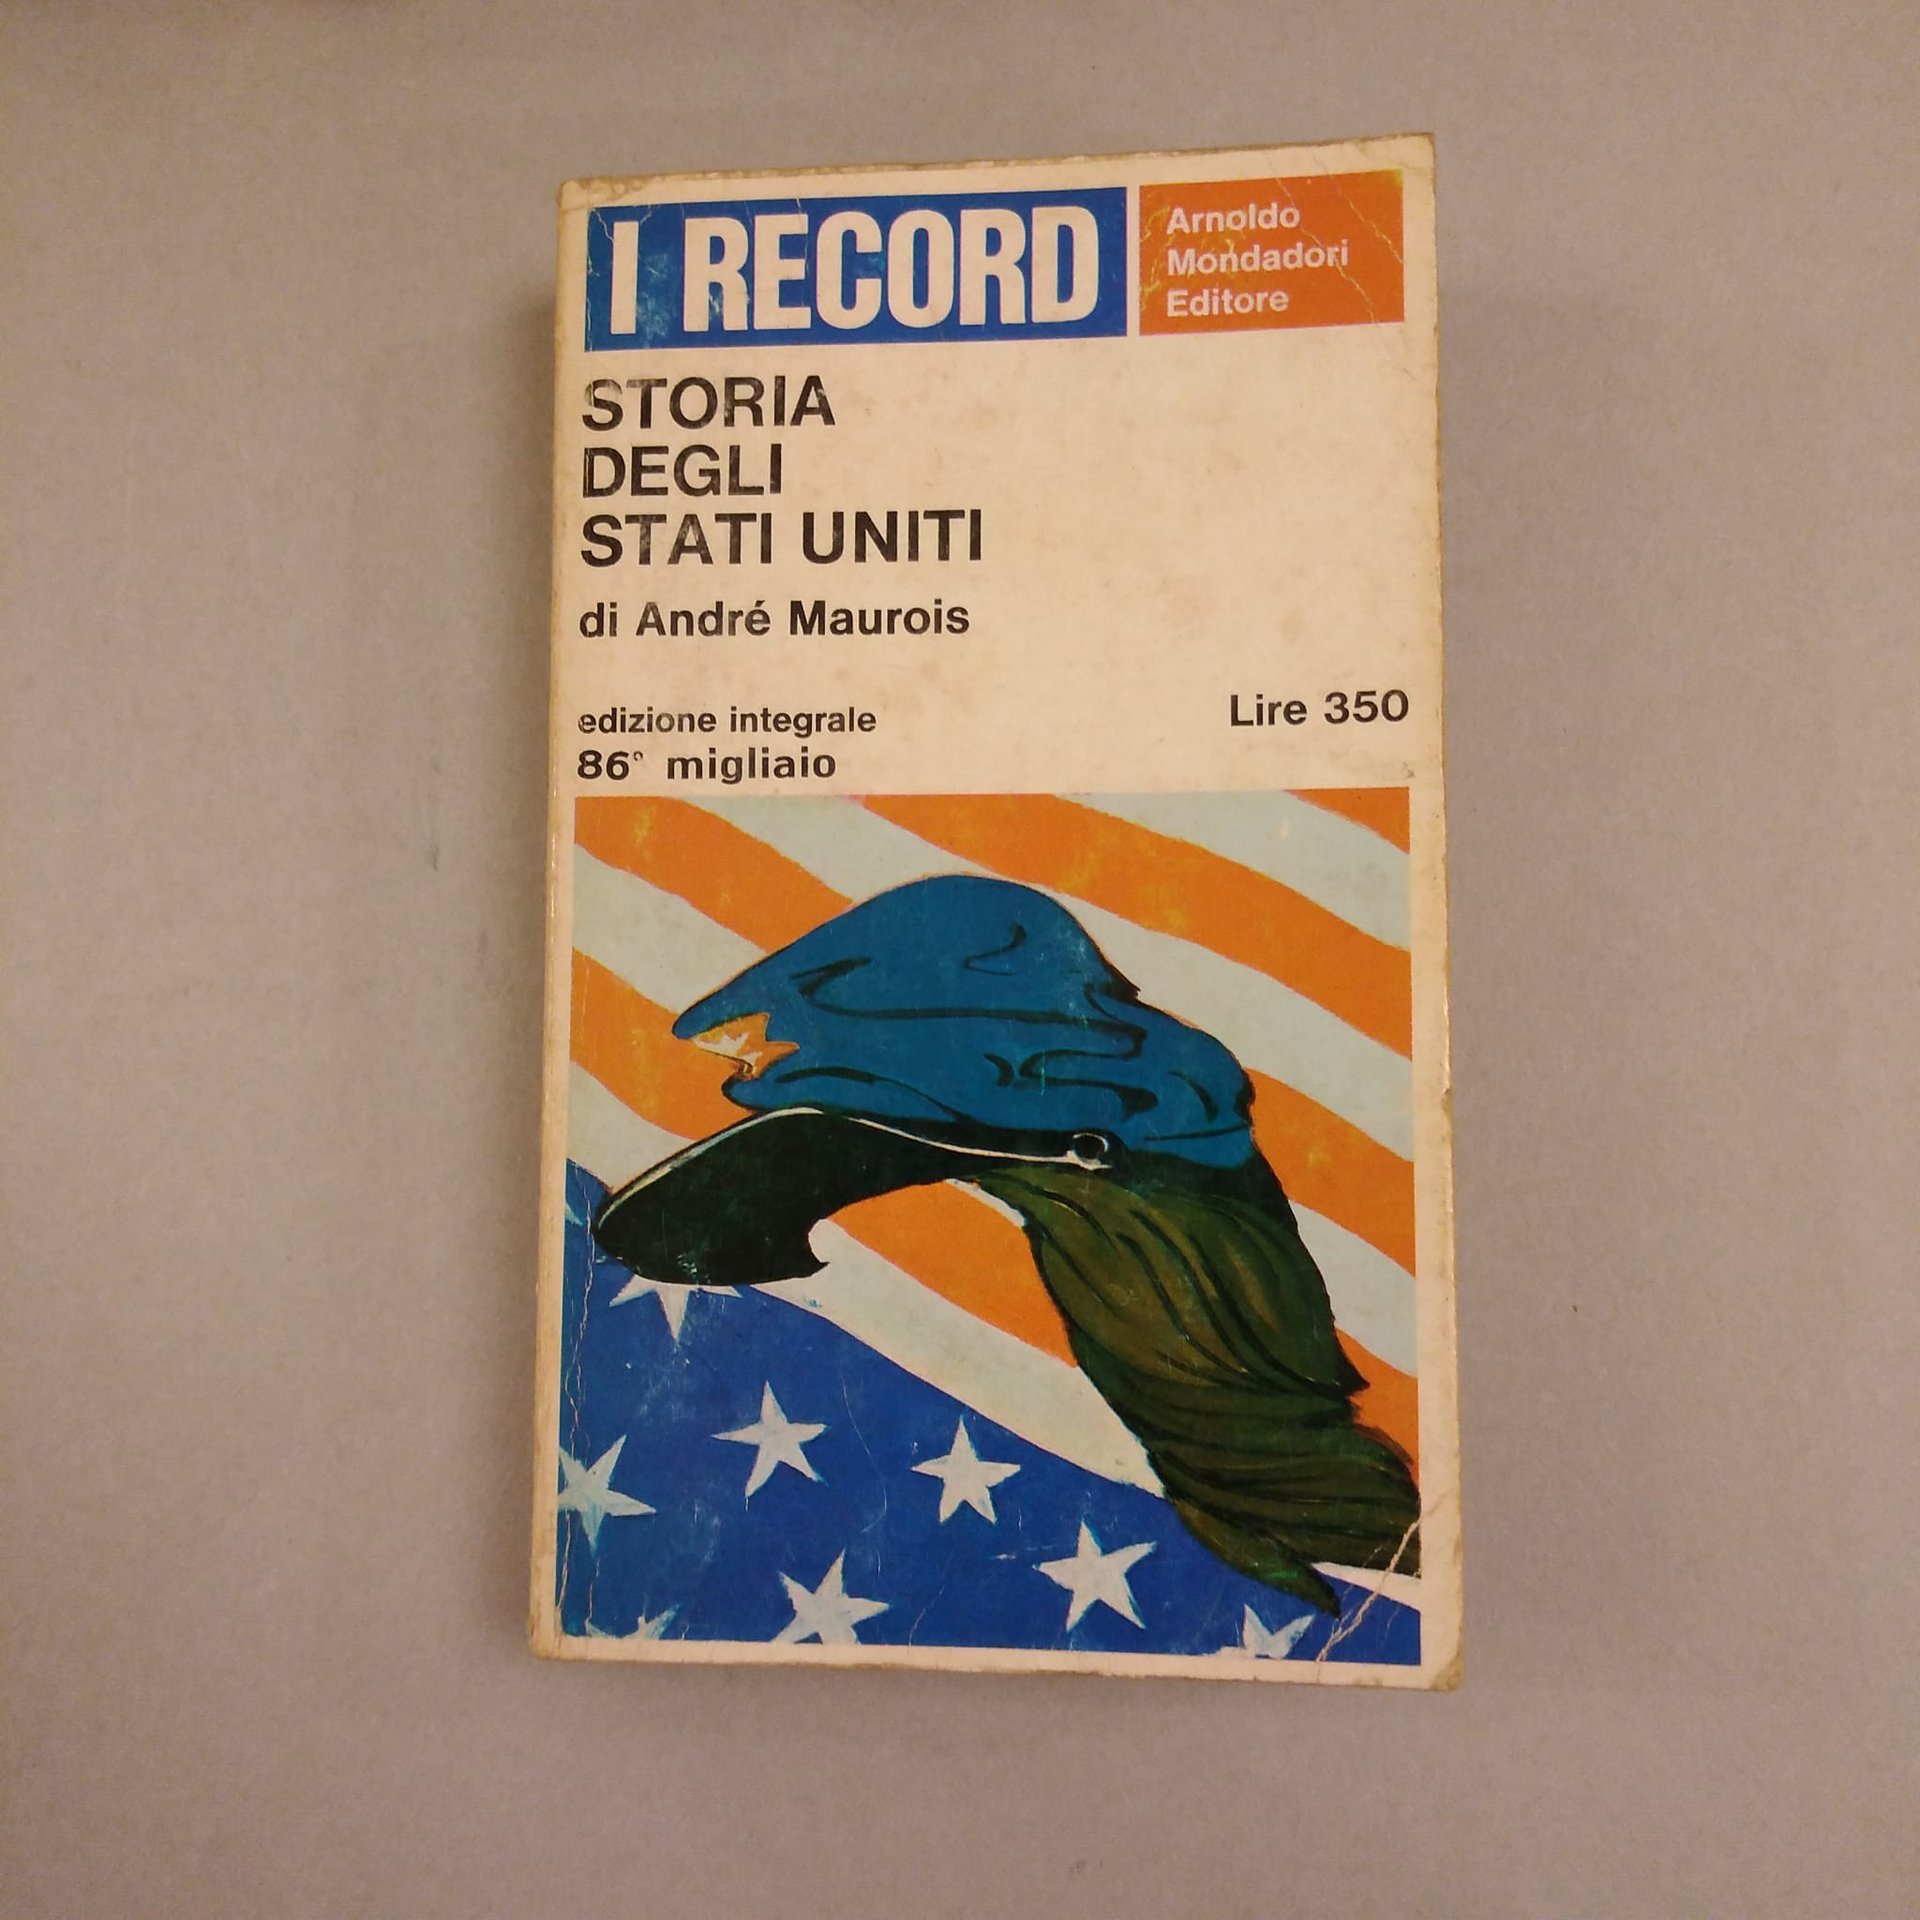 I RECORD
Arnoldo
Mondadori
Editore
STORIA
DEGLI
STATI UNITI
di André Maurois
edizione integrale
86° migliaio
Lire 350